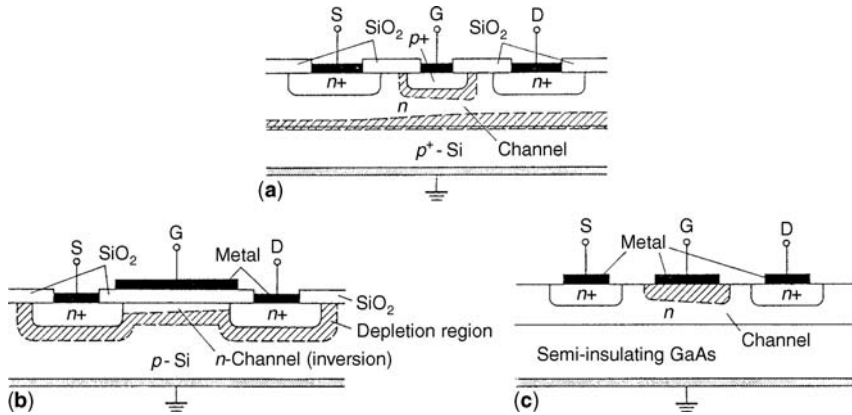 S G D
SiO₂ p+ SiO₂
n+ n+
n
p⁺-Si Channel
(a)
S G Metal D
SiO₂
SiO₂
n+ n+
Depletion region
p-Si n-Channel (inversion)
(b)
S G D
Metal
n+ n+
n
Channel
Semi-insulating GaAs
(c)